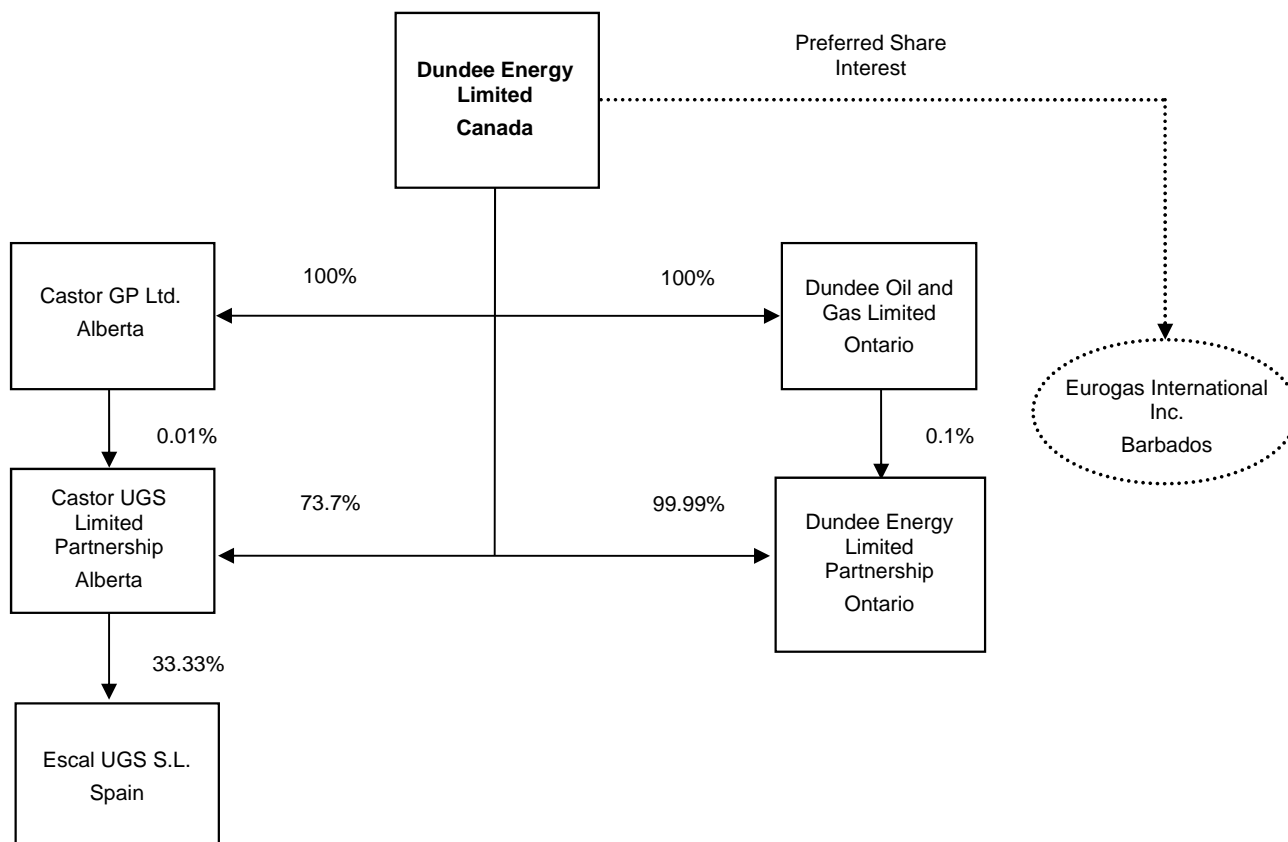 Preferred Share
Interest
Dundee Energy
Limited
Canada
Castor GP Ltd.
Alberta
100%
100%
Dundee Oil and
Gas Limited
Ontario
Eurogas International
Inc.
Barbados
0.01%
0.1%
Castor UGS
Limited
Partnership
Alberta
73.7%
99.99%
Dundee Energy
Limited
Partnership
Ontario
33.33%
Escal UGS S.L.
Spain